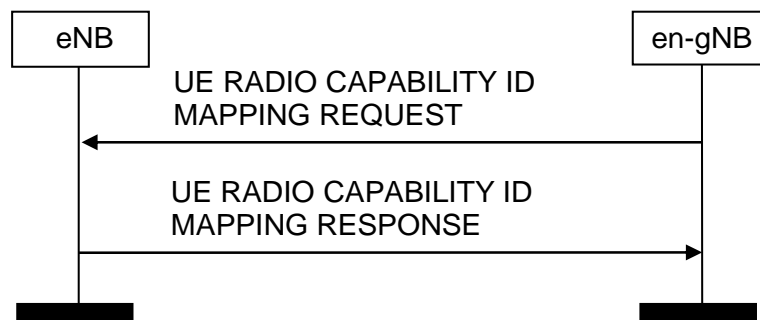 eNB
en-gNB
UE RADIO CAPABILITY ID
MAPPING REQUEST
UE RADIO CAPABILITY ID
MAPPING RESPONSE